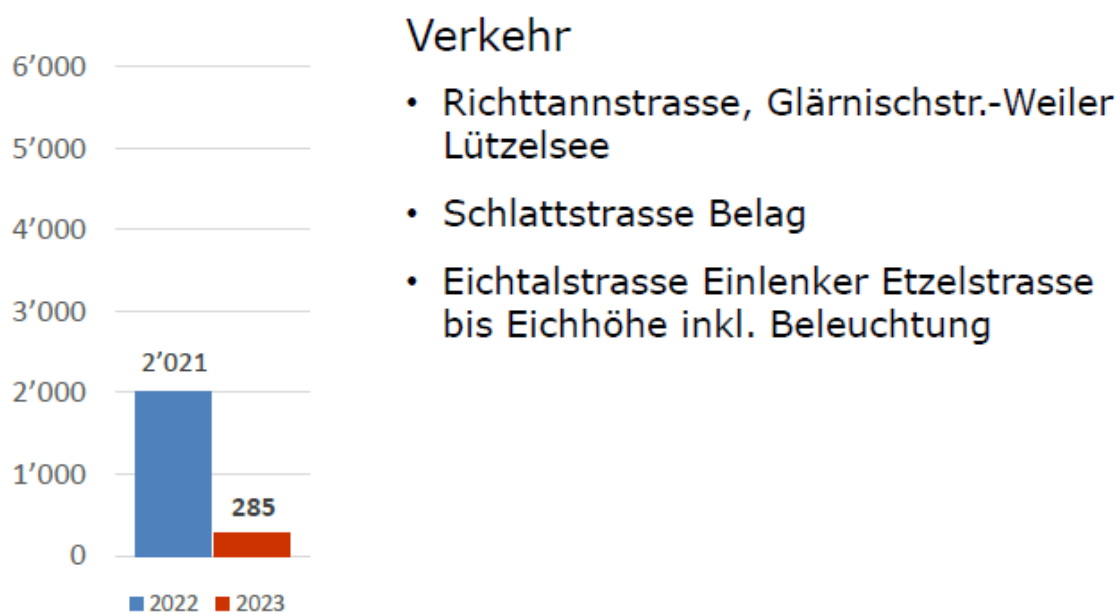 Verkehr
• Richttannstrasse, Glärnischstr.-Weiler
Lützelsee
• Schlattstrasse Belag
• Eichtalstrasse Einlenker Etzelstrasse
bis Eichhöhe inkl. Beleuchtung
6’000
5’000
4’000
3’000
2’021
2’000
1’000
285
0
2022 2023